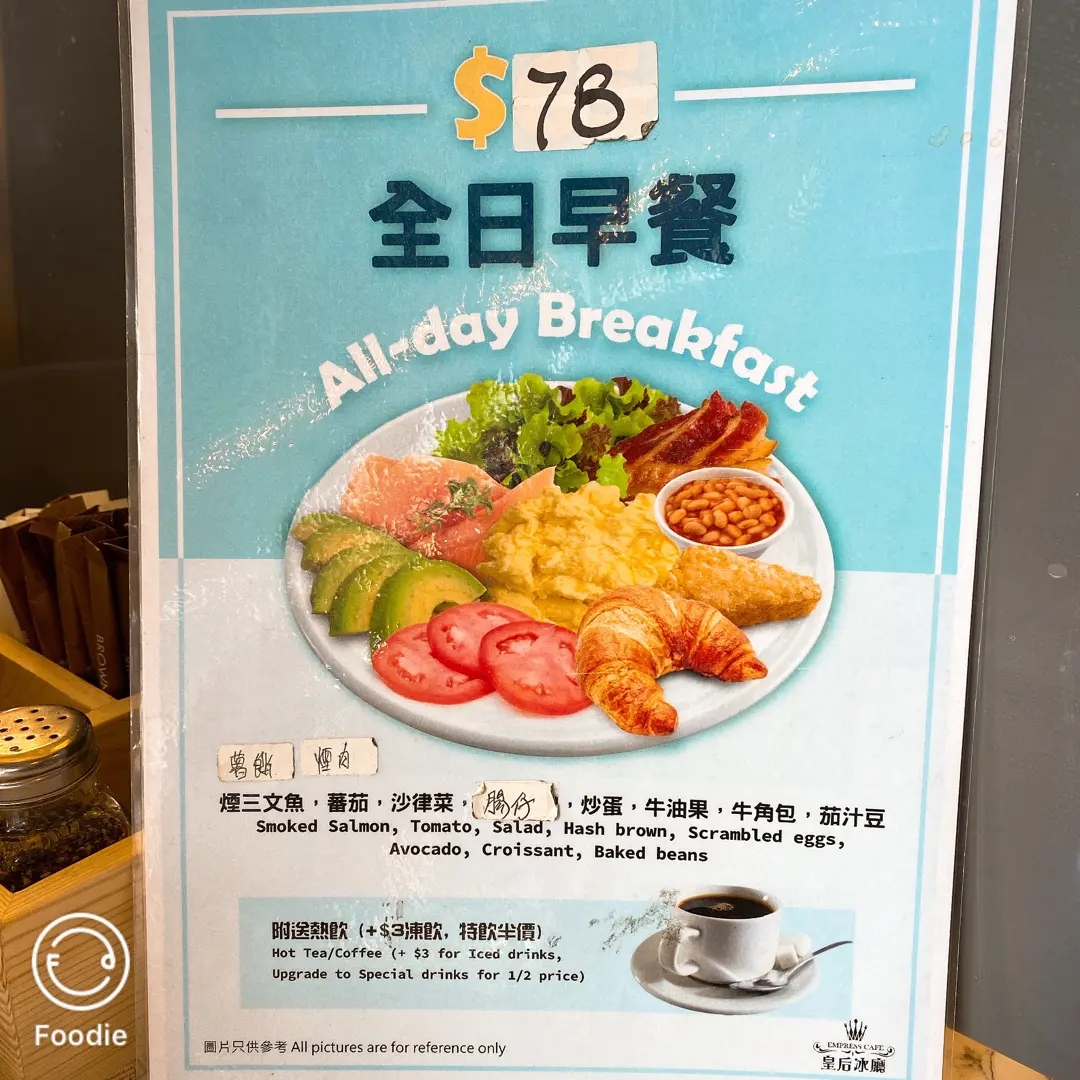 $78
全日早餐
All-day Breakfast
薯餅 煙肉
煙三文魚，蕃茄，沙律菜，腸仔，炒蛋，牛油果，牛角包，茄汁豆
Smoked Salmon, Tomato, Salad, Hash brown, Scrambled eggs,
Avocado, Croissant, Baked beans
附送熱飲 (+$3凍飲, 特飲半價)
Hot Tea/Coffee (+ $3 for Iced drinks,
Upgrade to Special drinks for 1/2 price)
圖片只供參考 All pictures are for reference only
EMPRESS CAFE
皇后冰廳
BROWN
Foodie